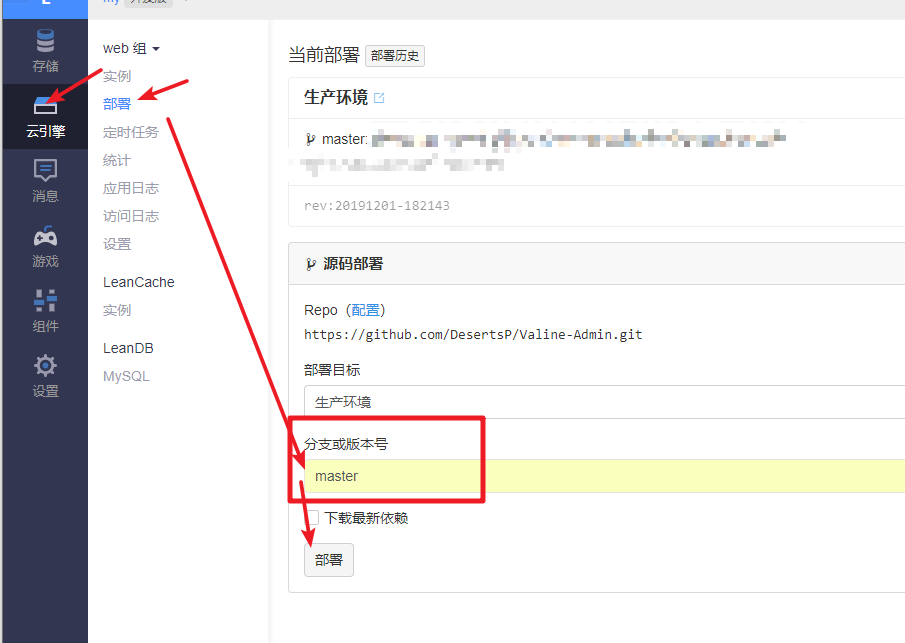 my 开发版
存储
云引擎
消息
游戏
组件
设置
web 组
实例
部署
定时任务
统计
应用日志
访问日志
设置
LeanCache
实例
LeanDB
MySQL
当前部署 部署历史
生产环境
master:
rev:20191201-182143
源码部署
Repo（配置）
https://github.com/DesertsP/Valine-Admin.git
部署目标
生产环境
分支或版本号
master
下载最新依赖
部署